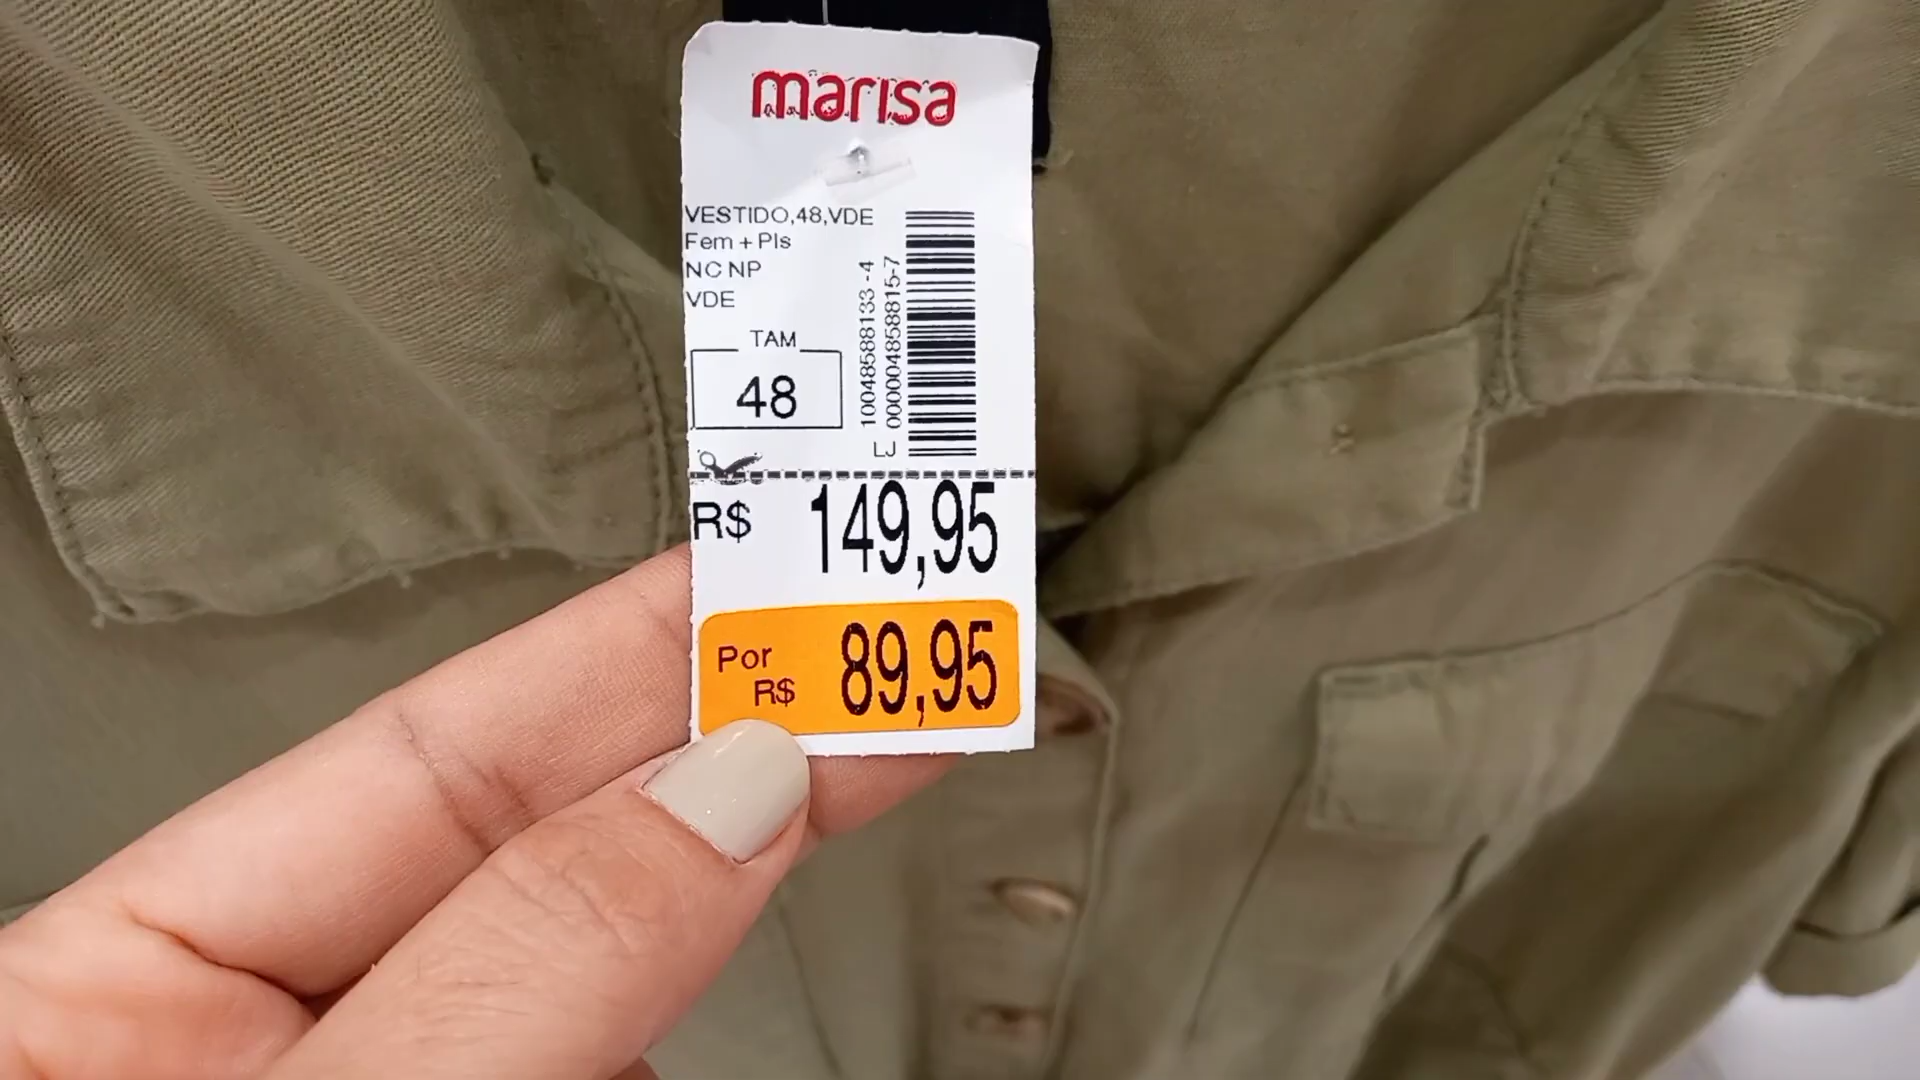 marisa
VESTIDO,48,VDE
Fem + Pls
NC NP
VDE
TAM
48
10048588133-4
0000048588815-7
LJ
R$ 149,95
Por
R$ 89,95